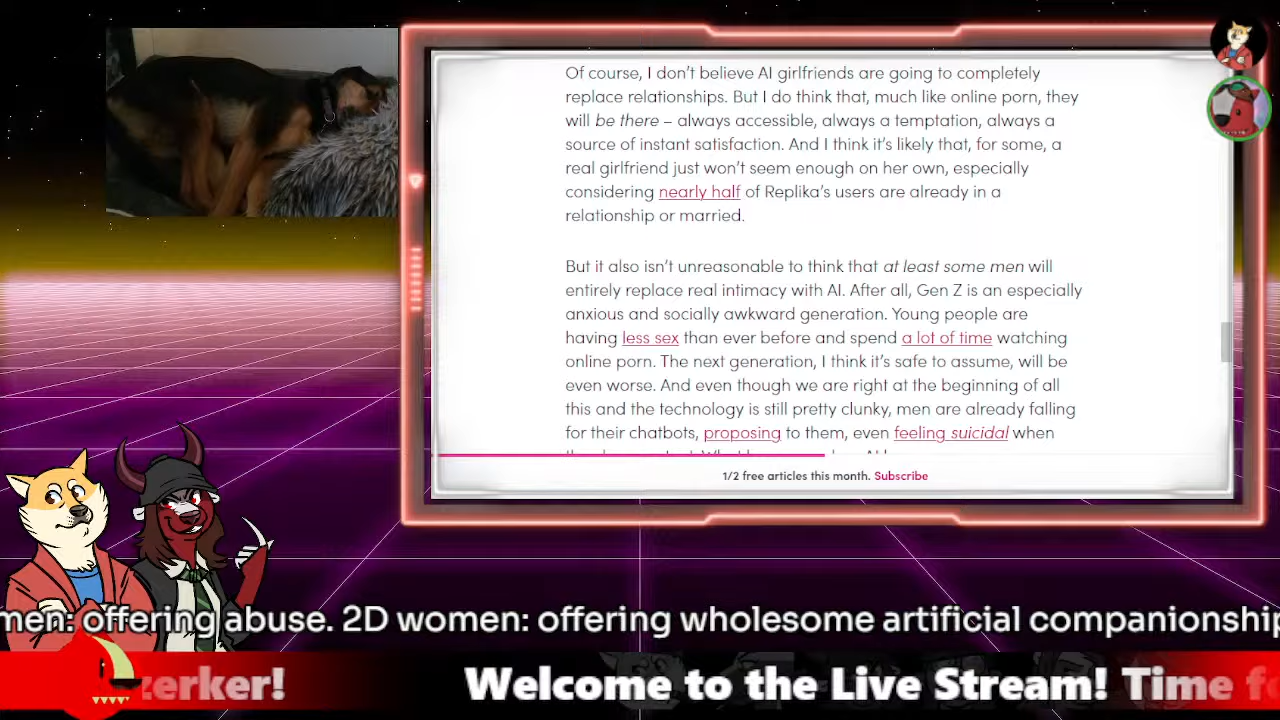 Of course, I don't believe AI girlfriends are going to completely
replace relationships. But I do think that, much like online porn, they
will be there – always accessible, always a temptation, always a
source of instant satisfaction. And I think it's likely that, for some, a
real girlfriend just won't seem enough on her own, especially
considering nearly half of Replika's users are already in a
relationship or married.
But it also isn't unreasonable to think that at least some men will
entirely replace real intimacy with AI. After all, Gen Z is an especially
anxious and socially awkward generation. Young people are
having less sex than ever before and spend a lot of time watching
online porn. The next generation, I think it's safe to assume, will be
even worse. And even though we are right at the beginning of all
this and the technology is still pretty clunky, men are already falling
for their chatbots, proposing to them, even feeling suicidal when
1/2 free articles this month. Subscribe
men: offering abuse. 2D women: offering wholesome artificial companionship
zerker! Welcome to the Live Stream! Time f